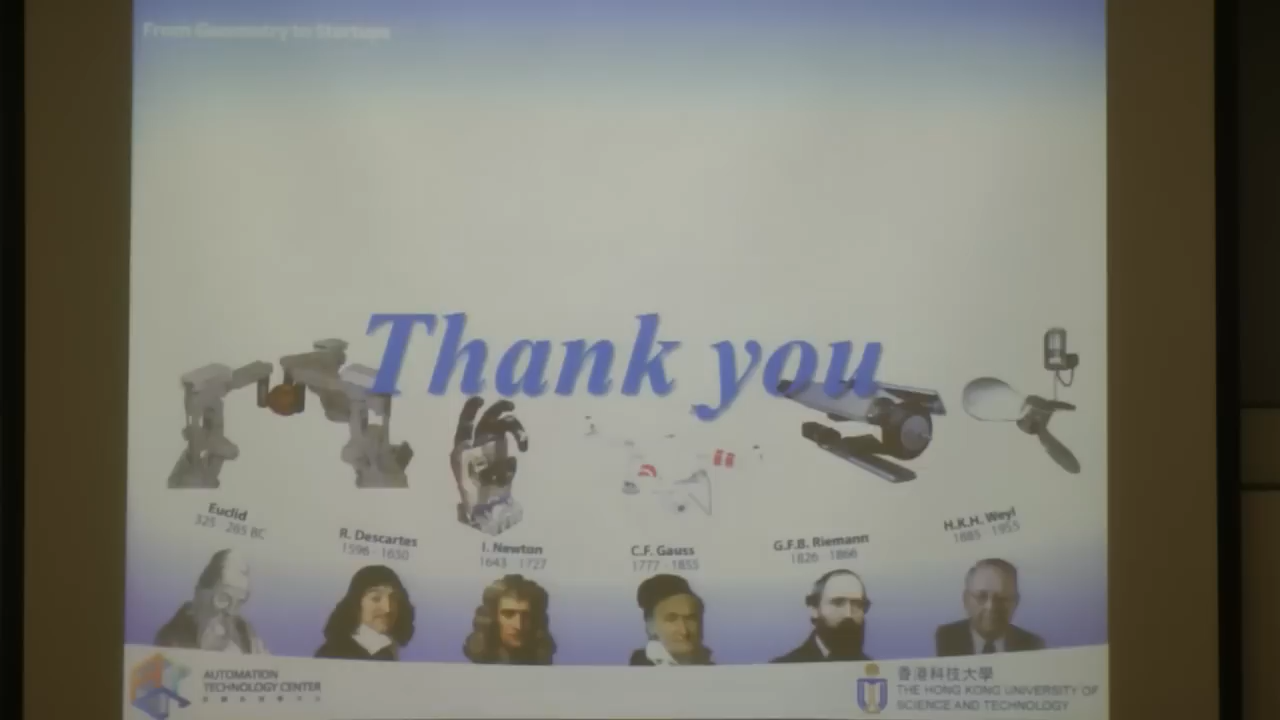 From Geometry to Startups
Thank you
Euclid
325 - 265 BC
R. Descartes
1596 - 1650
I. Newton
1643 - 1727
C.F. Gauss
1777 - 1855
G.F.B. Riemann
1826 - 1866
H.K.H. Weyl
1885 - 1955
AUTOMATION
TECHNOLOGY CENTER
香港科技大學
THE HONG KONG UNIVERSITY OF
SCIENCE AND TECHNOLOGY